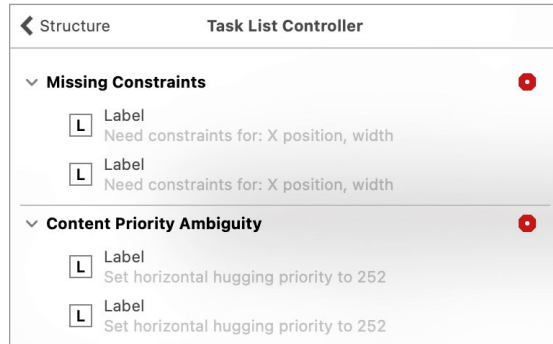 Structure
Task List Controller
Missing Constraints
L
Label
Need constraints for: X position, width
L
Label
Need constraints for: X position, width
Content Priority Ambiguity
L
Label
Set horizontal hugging priority to 252
L
Label
Set horizontal hugging priority to 252